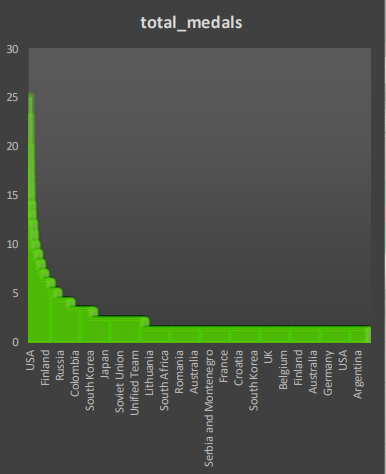 total_medals
30
25
20
15
10
5
0
USA
Finland
Russia
Colombia
South Korea
Japan
Soviet Union
Unified Team
Lithuania
South Africa
Romania
Australia
Serbia and Montenegro
France
Croatia
South Korea
UK
Belgium
Finland
Australia
Germany
USA
Argentina